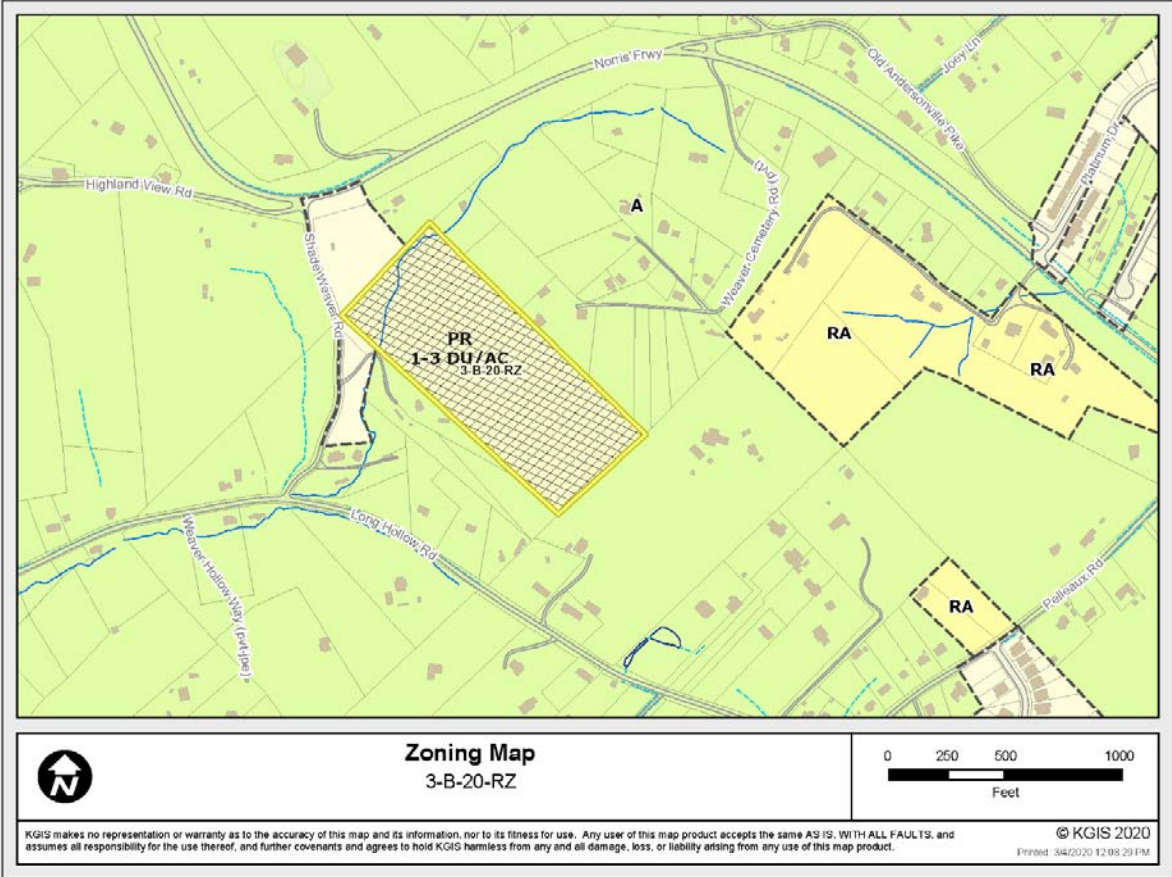 Norris Frwy
Old Andersonville Pike
Joey Ln
Platinum Dr
Highland View Rd
Shade Weaver Rd
A
Weaver Cemetery Rd (pvt)
PR
1-3 DU/AC
3-B-20-RZ
RA
RA
Long Hollow Rd
Weaver Hollow Way (pvt-jpe)
RA
Pelleaux Rd
N
Zoning Map
3-B-20-RZ
0 250 500 1000
Feet
KGIS makes no representation or warranty as to the accuracy of this map and its information, nor to its fitness for use. Any user of this map product accepts the same AS IS, WITH ALL FAULTS, and
assumes all responsibility for the use thereof, and further covenants and agrees to hold KGIS harmless from any and all damage, loss, or liability arising from any use of this map product.
© KGIS 2020
Printed: 3/4/2020 12:08:29 PM